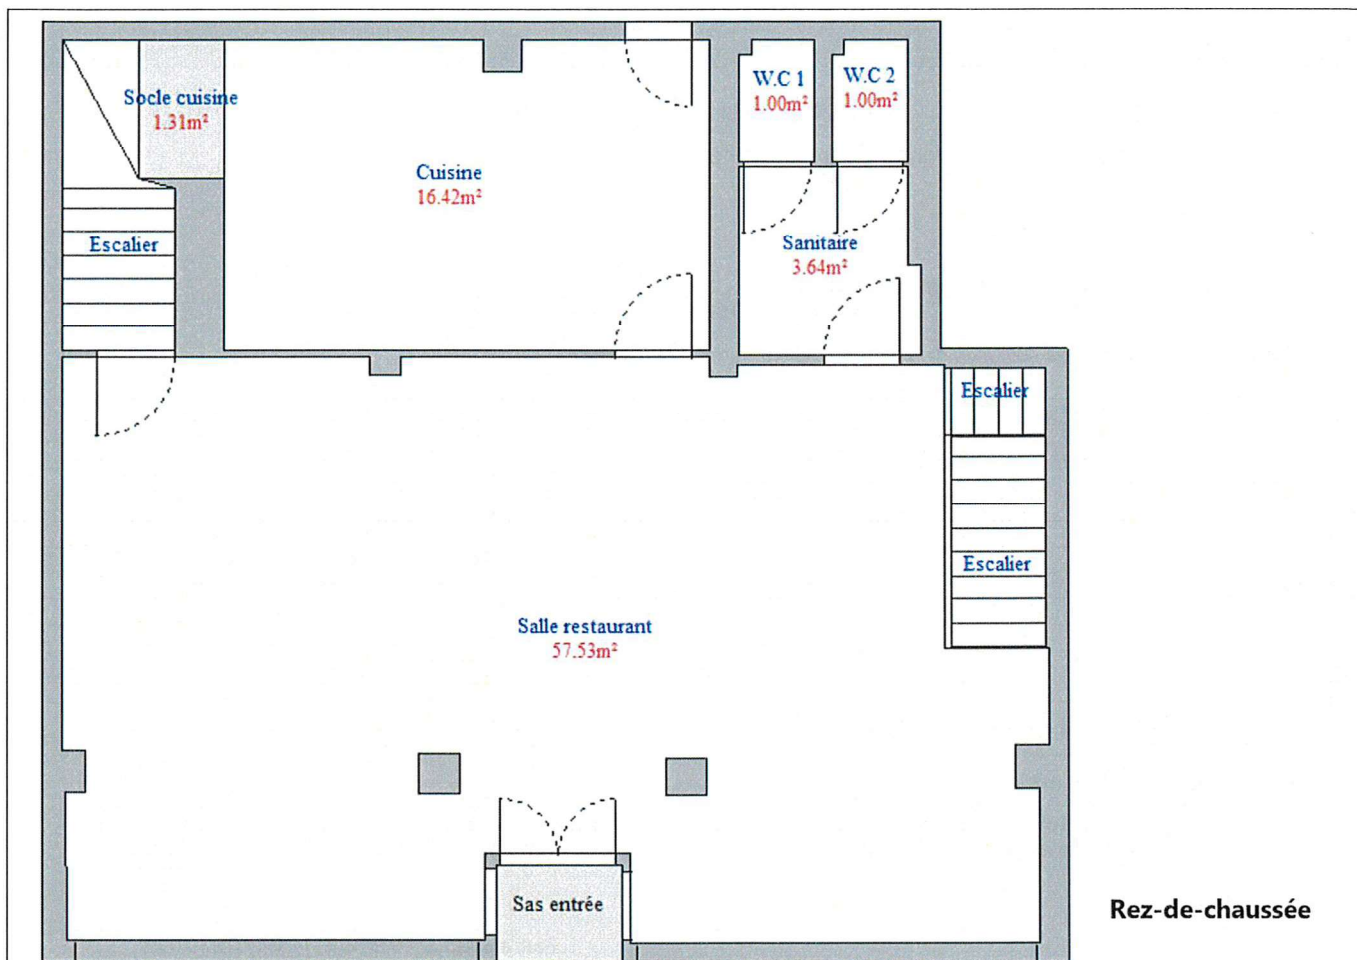 Socle cuisine
1.31m²
Cuisine
16.42m²
W.C 1
1.00m²
W.C 2
1.00m²
Escalier
Sanitaire
3.64m²
Escalier
Escalier
Salle restaurant
57.53m²
Sas entrée
Rez-de-chaussée